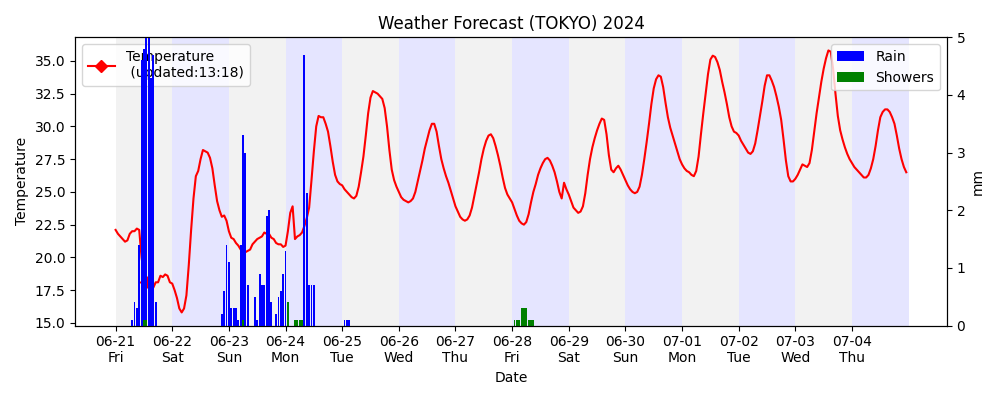 Weather Forecast (TOKYO) 2024
Temperature
(updated:13:18)
Rain
Showers
35.0
32.5
30.0
27.5
25.0
22.5
20.0
17.5
15.0
Temperature
5
4
3
2
1
0
mm
06-21 06-22 06-23 06-24 06-25 06-26 06-27 06-28 06-29 06-30 07-01 07-02 07-03 07-04
Fri Sat Sun Mon Tue Wed Thu Fri Sat Sun Mon Tue Wed Thu
Date